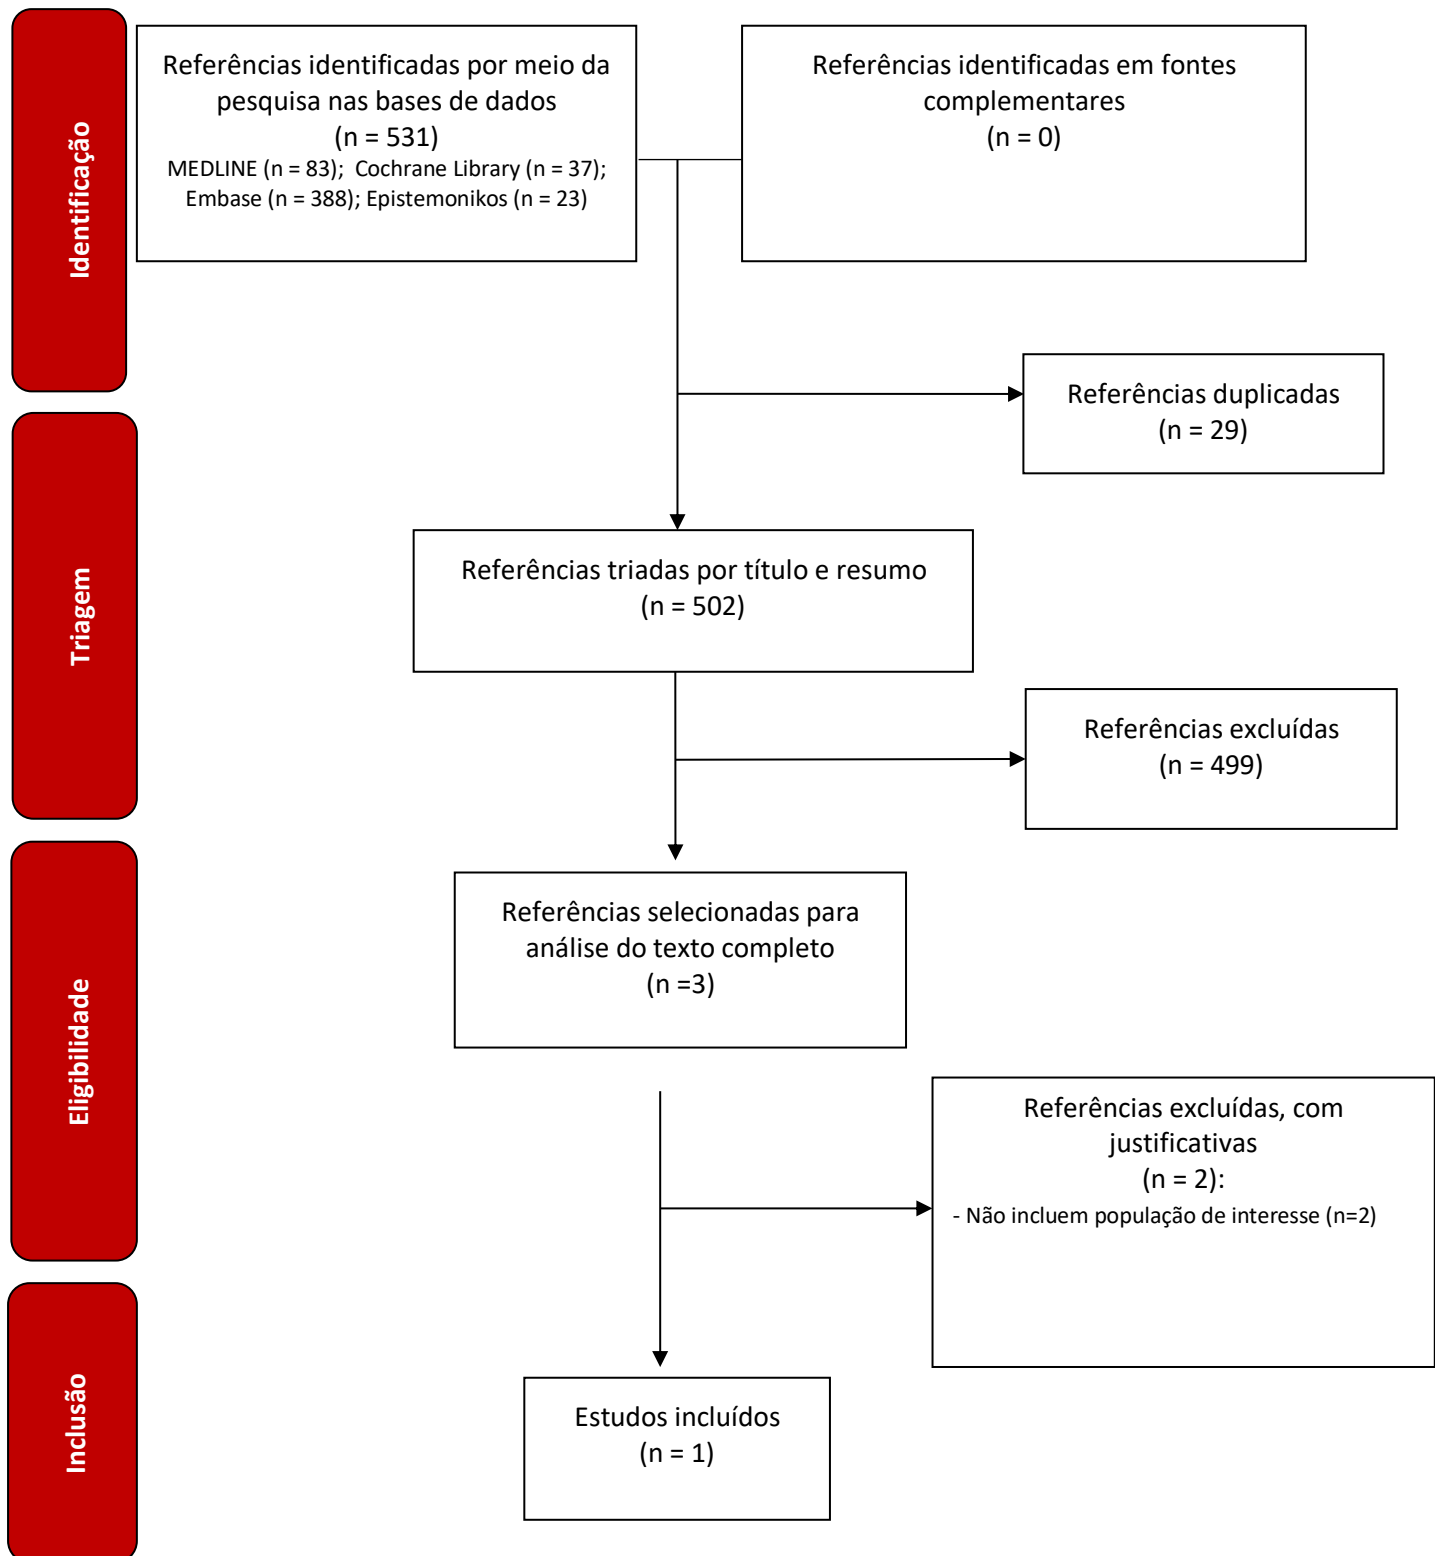 Identificação
Referências identificadas por meio da
pesquisa nas bases de dados
(n = 531)
MEDLINE (n = 83); Cochrane Library (n = 37);
Embase (n = 388); Epistemonikos (n = 23)
Referências identificadas em fontes
complementares
(n = 0)
Referências duplicadas
(n = 29)
Triagem
Referências triadas por título e resumo
(n = 502)
Referências excluídas
(n = 499)
Eligibilidade
Referências selecionadas para
análise do texto completo
(n =3)
Referências excluídas, com
justificativas
(n = 2):
- Não incluem população de interesse (n=2)
Inclusão
Estudos incluídos
(n = 1)